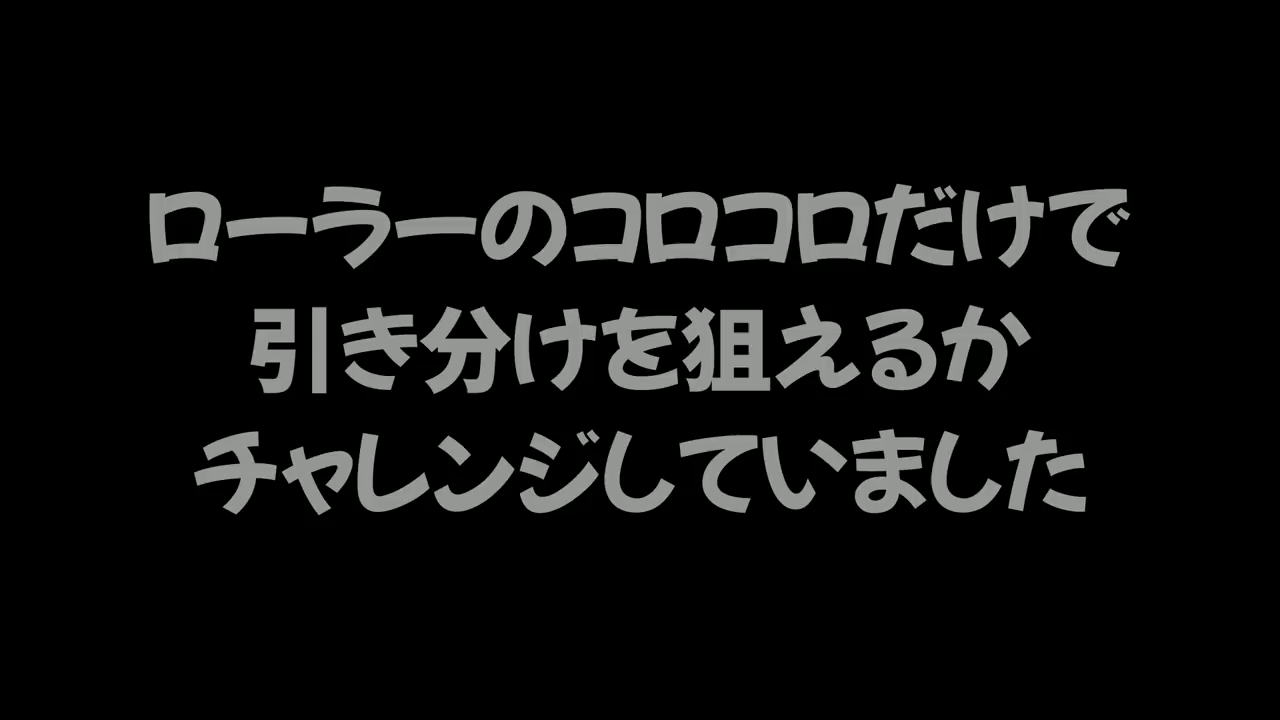 ローラーのコロコロだけで
引き分けを狙えるか
チャレンジしていました